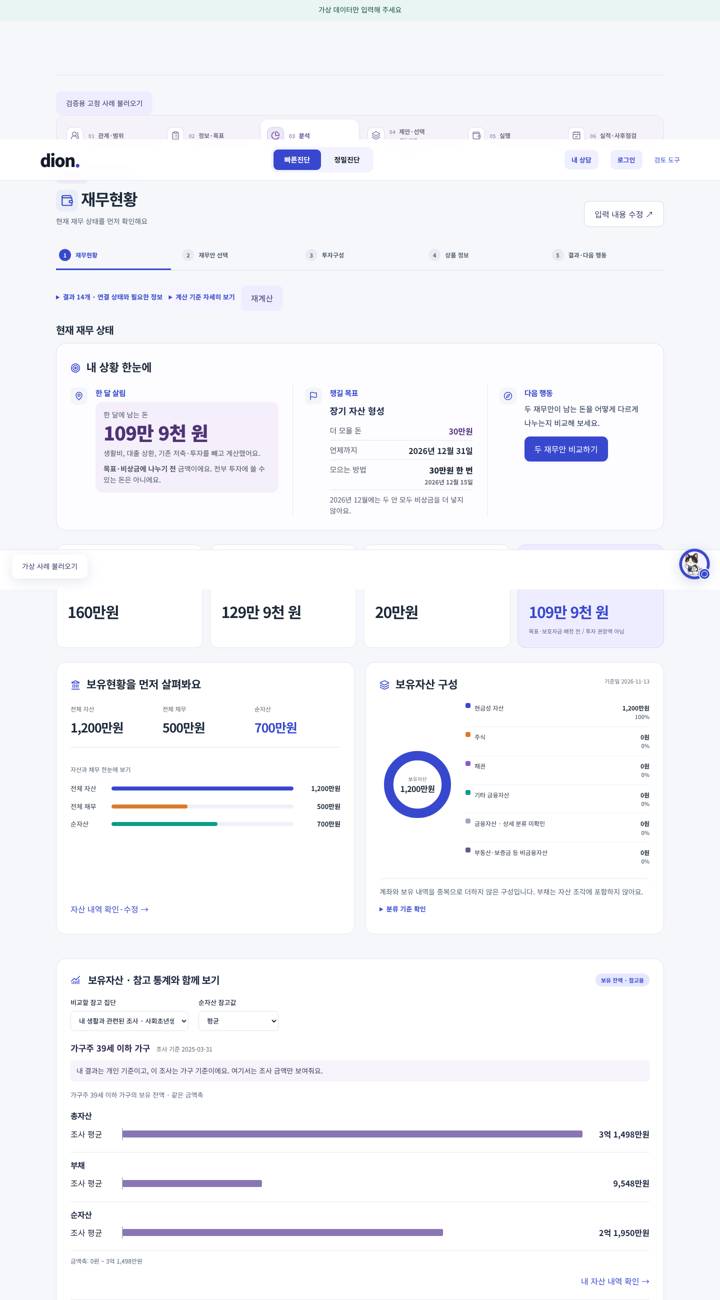 가상 데이터만 입력해 주세요
검증용 고정 사례 불러오기
01 관계·범위
02 정보·목표
03 분석
04 제안·선택
05 실행
06 실적·사후점검
dion.
빠른진단
정밀진단
내 상담
로그인
검토 도구
재무현황
현재 재무 상태를 먼저 확인해요
입력 내용 수정 ↗
1 재무현황
2 재무안 선택
3 투자구성
4 상품 정보
5 결과·다음 행동
▶ 결과 14개 · 연결 상태와 필요한 정보
▶ 계산 기준 자세히 보기
재계산
현재 재무 상태
내 상황 한눈에
한 달 살림
한 달에 남는 돈
109만 9천 원
생활비, 대출 상환, 기존 저축·투자를 빼고 계산했어요.
목표·비상금에 나누기 전 금액이에요. 전부 투자에 쓸 수
있는 돈은 아니에요.
챙길 목표
장기 자산 형성
더 모을 돈 30만원
언제까지 2026년 12월 31일
모으는 방법 30만원 한 번
2026년 12월 15일
2026년 12월에는 두 안 모두 비상금을 더 넣지
않아요.
다음 행동
두 재무안이 남는 돈을 어떻게 다르게
나누는지 비교해 보세요.
두 재무안 비교하기
가상 사례 불러오기
160만원
129만 9천 원
20만원
109만 9천 원
목표·보호자금 배정 전 / 투자 권장액 아님
보유현황을 먼저 살펴봐요
전체 자산
1,200만원
전체 채무
500만원
순자산
700만원
자산과 채무 한눈에 보기
전체 자산 1,200만원
전체 채무 500만원
순자산 700만원
자산 내역 확인·수정 →
보유자산 구성
기준일 2026-11-13
보유자산
1,200만원
현금성 자산 1,200만원
100%
주식 0원
0%
채권 0원
0%
기타 금융자산 0원
0%
금융자산 · 상세 분류 미확인 0원
0%
부동산·보증금 등 비금융자산 0원
0%
계좌와 보유 내역을 중복으로 더하지 않은 구성입니다. 부채는 자산 조각에 포함하지 않아요.
▶ 분류 기준 확인
보유자산 · 참고 통계와 함께 보기
보유 잔액 · 참고용
비교할 참고 집단
내 생활과 관련된 조사 · 사회초년생
순자산 참고값
평균
가구주 39세 이하 가구 조사 기준 2025-03-31
내 결과는 개인 기준이고, 이 조사는 가구 기준이에요. 여기서는 조사 금액만 보여줘요.
가구주 39세 이하 가구의 보유 잔액 · 같은 금액축
총자산
조사 평균 3억 1,498만원
부채
조사 평균 9,548만원
순자산
조사 평균 2억 1,950만원
금액축: 0원 ~ 3억 1,498만원
내 자산 내역 확인 →